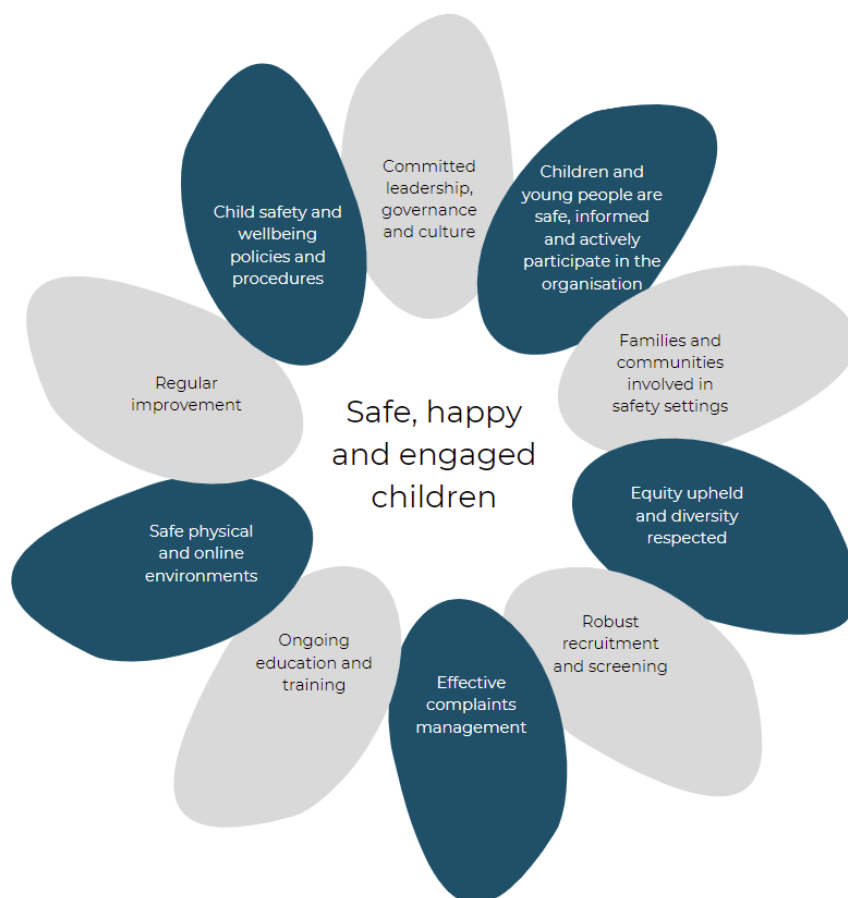 Committed
leadership,
governance
and culture
Children and
young people are
safe, informed
and actively
participate in the
organisation
Families and
communities
involved in
safety settings
Equity upheld
and diversity
respected
Robust
recruitment
and screening
Effective
complaints
management
Ongoing
education and
training
Safe physical
and online
environments
Regular
improvement
Child safety and
wellbeing
policies and
procedures
Safe, happy
and engaged
children